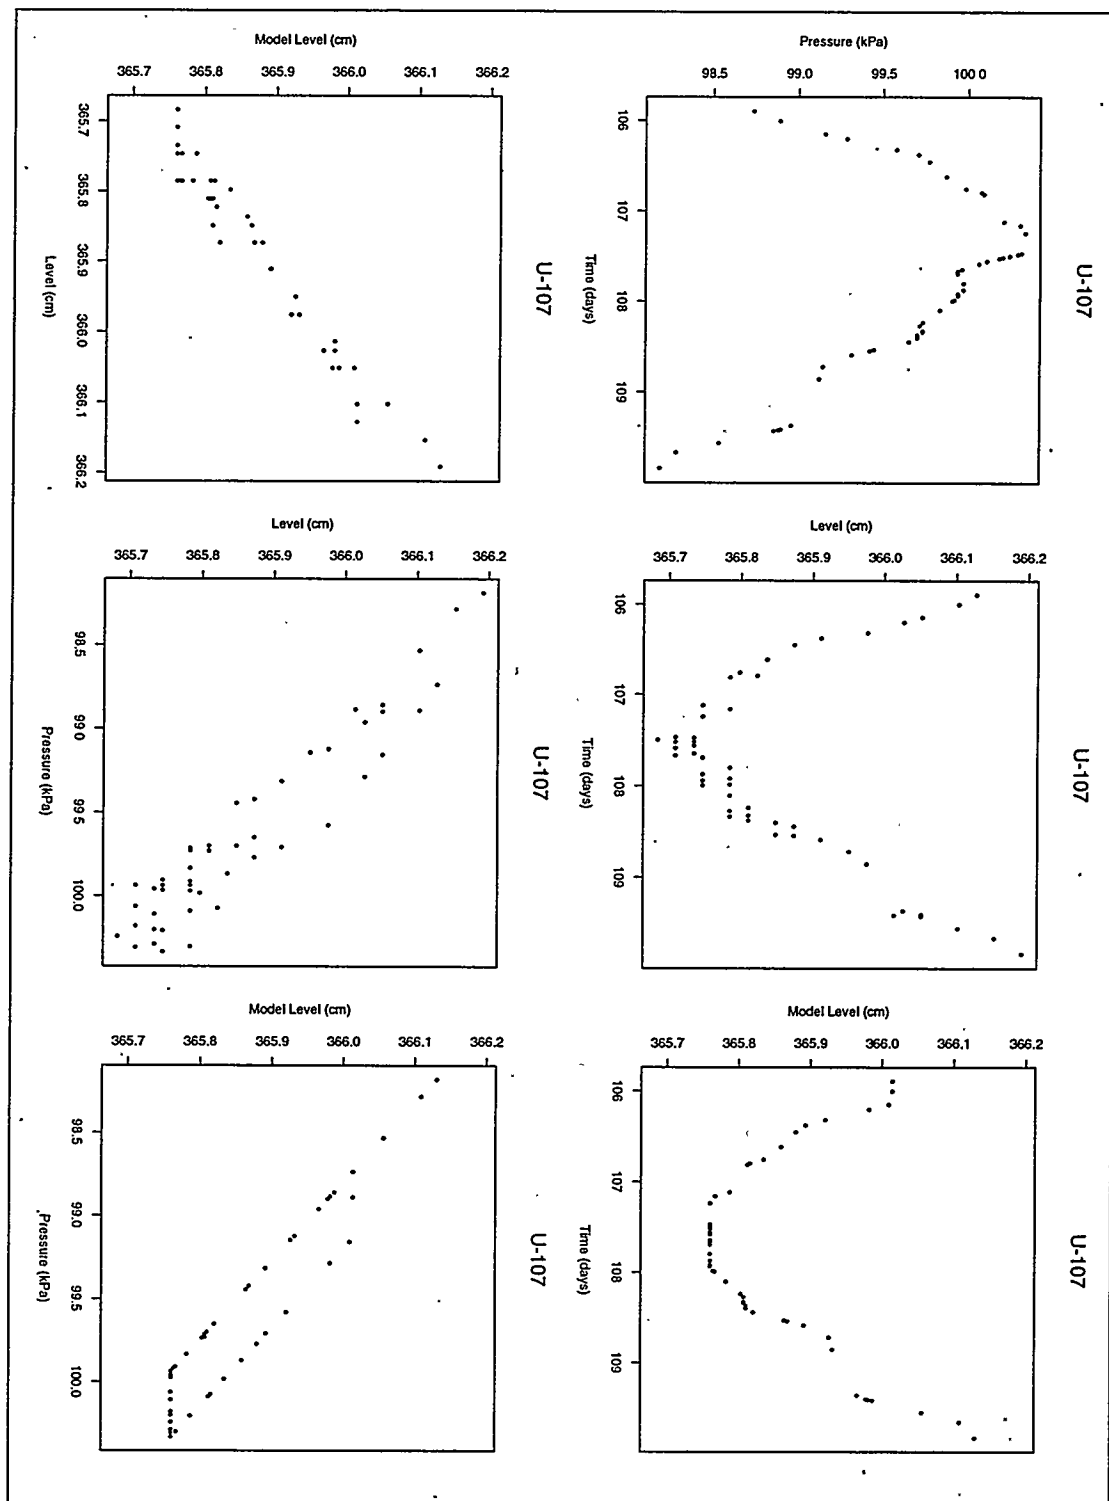 U-107
Pressure (kPa)
98.5 99.0 99.5 100.0
106 107 108 109
Time (days)
U-107
Level (cm)
365.7 365.8 365.9 366.0 366.1 366.2
106 107 108 109
Time (days)
U-107
Model Level (cm)
365.7 365.8 365.9 366.0 366.1 366.2
106 107 108 109
Time (days)
U-107
Model Level (cm)
365.7 365.8 365.9 366.0 366.1 366.2
365.7 365.8 365.9 366.0 366.1 366.2
Level (cm)
U-107
Level (cm)
365.7 365.8 365.9 366.0 366.1 366.2
98.5 99.0 99.5 100.0
Pressure (kPa)
U-107
Model Level (cm)
365.7 365.8 365.9 366.0 366.1 366.2
98.5 99.0 99.5 100.0
Pressure (kPa)